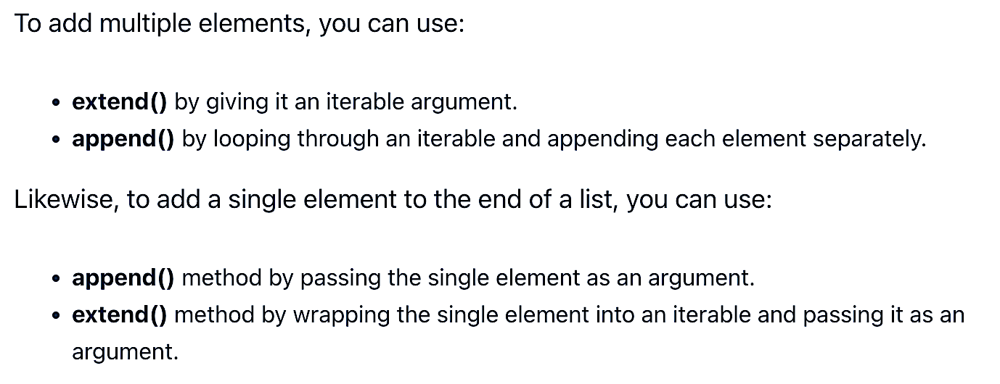 To add multiple elements, you can use:
• extend() by giving it an iterable argument.
• append() by looping through an iterable and appending each element separately.
Likewise, to add a single element to the end of a list, you can use:
• append() method by passing the single element as an argument.
• extend() method by wrapping the single element into an iterable and passing it as an
argument.